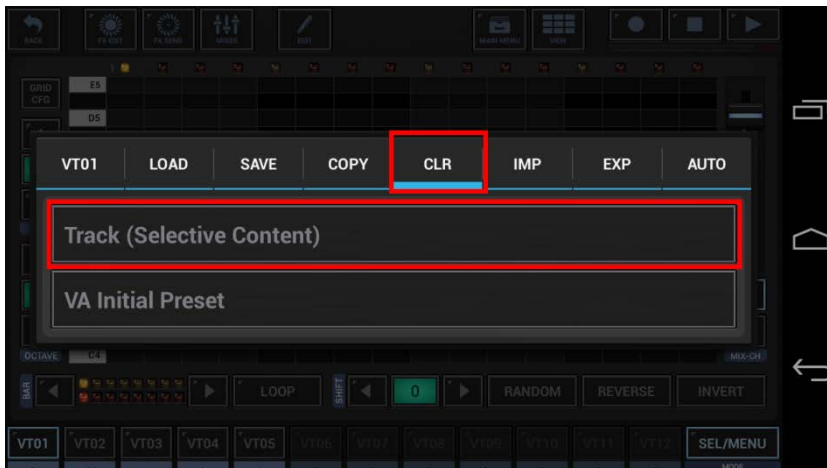 BACK
FX EDIT
FX SEND
MIXER
EDIT
MAIN MENU
VIEW
GRID
CFG
E5
D5
VT01 LOAD SAVE COPY CLR IMP EXP AUTO
Track (Selective Content)
VA Initial Preset
OCTAVE C4 MIX-CH
BAR LOOP SHIFT 0 RANDOM REVERSE INVERT
VT01 VT02 VT03 VT04 VT05 VT06 VT07 VT08 VT09 VT10 VT11 VT12 SEL/MENU
MODE